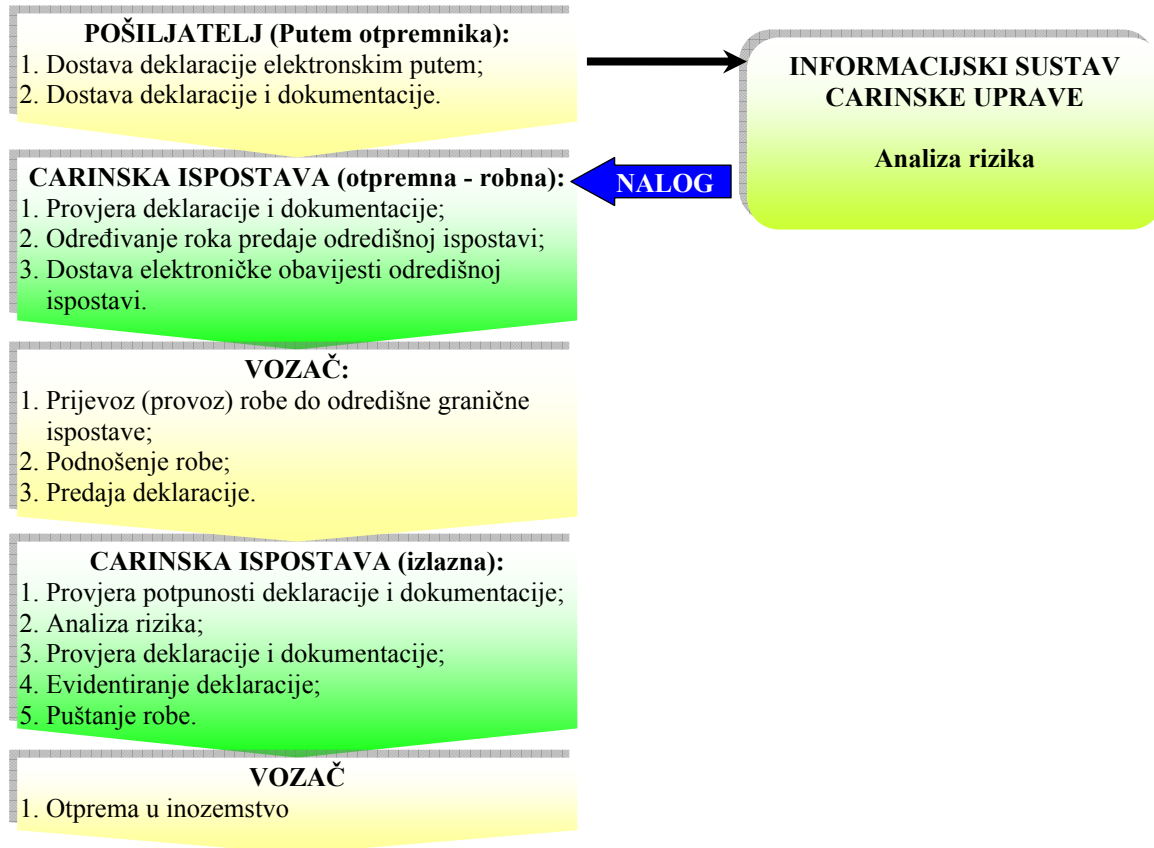 POŠILJATELJ (Putem otpremnika):
1. Dostava deklaracije elektronskim putem;
2. Dostava deklaracije i dokumentacije.
INFORMACIJSKI SUSTAV
CARINSKE UPRAVE
Analiza rizika
NALOG
CARINSKA ISPOSTAVA (otpremna - robna):
1. Provjera deklaracije i dokumentacije;
2. Određivanje roka predaje odredišnoj ispostavi;
3. Dostava elektroničke obavijesti odredišnoj
ispostavi.
VOZAČ:
1. Prijevoz (provoz) robe do odredišne granične
ispostave;
2. Podnošenje robe;
3. Predaja deklaracije.
CARINSKA ISPOSTAVA (izlazna):
1. Provjera potpunosti deklaracije i dokumentacije;
2. Analiza rizika;
3. Provjera deklaracije i dokumentacije;
4. Evidentiranje deklaracije;
5. Puštanje robe.
VOZAČ
1. Otprema u inozemstvo